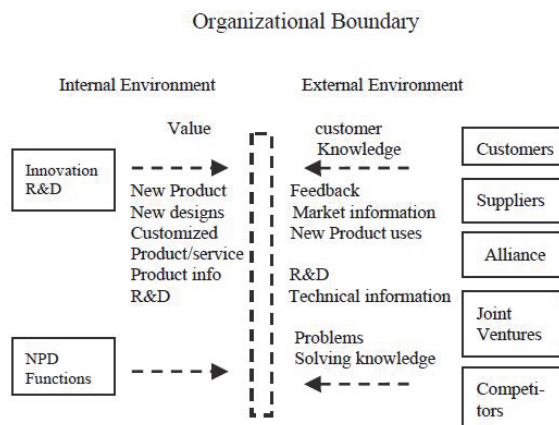 Organizational Boundary
Internal Environment
External Environment
Value
customer
Knowledge
Innovation
R&D
New Product
New designs
Customized
Product/service
Product info
R&D
Feedback
Market information
New Product uses
R&D
Technical information
Problems
Solving knowledge
NPD
Functions
Customers
Suppliers
Alliance
Joint
Ventures
Competi-
tors